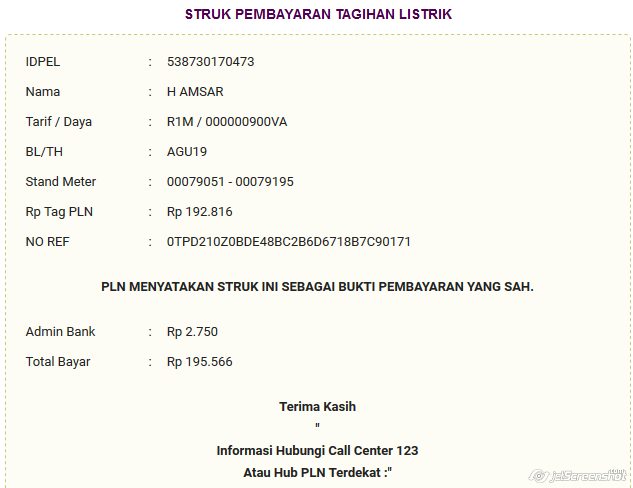 STRUK PEMBAYARAN TAGIHAN LISTRIK
IDPEL : 538730170473
Nama : H AMSAR
Tarif / Daya : R1M / 000000900VA
BL/TH : AGU19
Stand Meter : 00079051 - 00079195
Rp Tag PLN : Rp 192.816
NO REF : 0TPD210Z0BDE48BC2B6D6718B7C90171
PLN MENYATAKAN STRUK INI SEBAGAI BUKTI PEMBAYARAN YANG SAH.
Admin Bank : Rp 2.750
Total Bayar : Rp 195.566
Terima Kasih
"
Informasi Hubungi Call Center 123
Atau Hub PLN Terdekat :"
jetScreenshot
.com